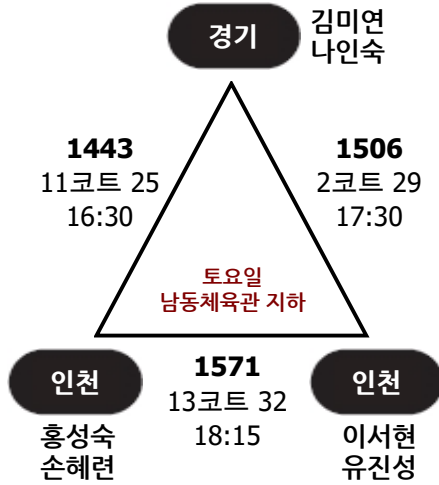 경기
김미연
나인숙
1443
11코트 25
16:30
1506
2코트 29
17:30
토요일
남동체육관 지하
인천
홍성숙
손혜련
1571
13코트 32
18:15
인천
이서현
유진성